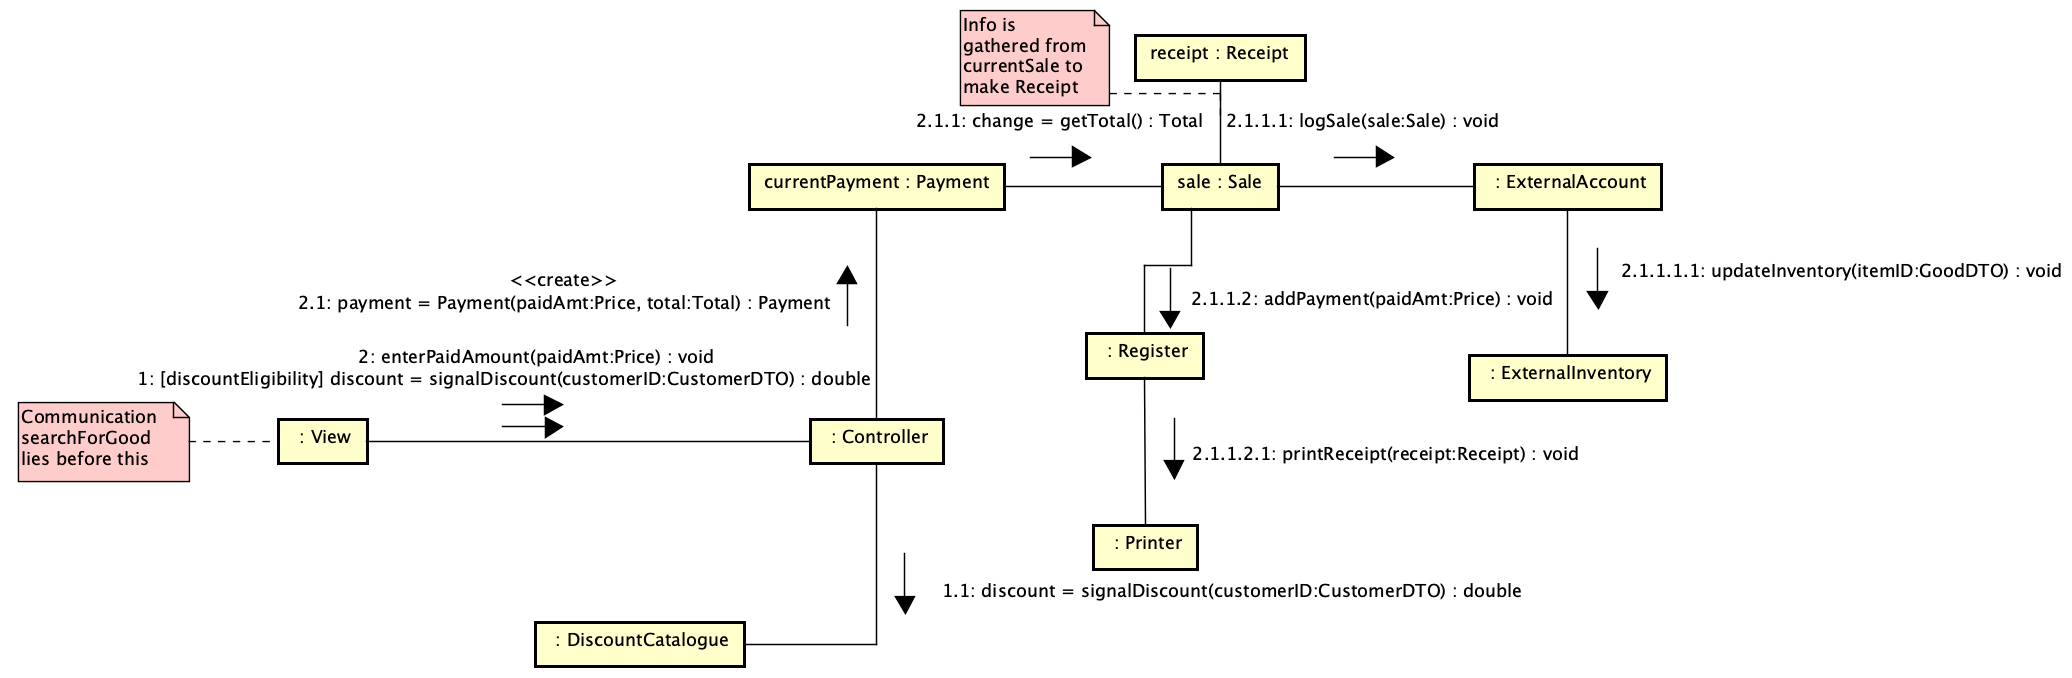 Info is
gathered from
currentSale to
make Receipt
receipt : Receipt
2.1.1: change = getTotal() : Total
2.1.1.1: logSale(sale:Sale) : void
currentPayment : Payment
sale : Sale
: ExternalAccount
<<create>>
2.1: payment = Payment(paidAmt:Price, total:Total) : Payment
2.1.1.1.1: updateInventory(itemID:GoodDTO) : void
2.1.1.2: addPayment(paidAmt:Price) : void
2: enterPaidAmount(paidAmt:Price) : void
1: [discountEligibility] discount = signalDiscount(customerID:CustomerDTO) : double
: Register
: ExternalInventory
Communication
searchForGood
lies before this
: View
: Controller
2.1.1.2.1: printReceipt(receipt:Receipt) : void
: Printer
1.1: discount = signalDiscount(customerID:CustomerDTO) : double
: DiscountCatalogue